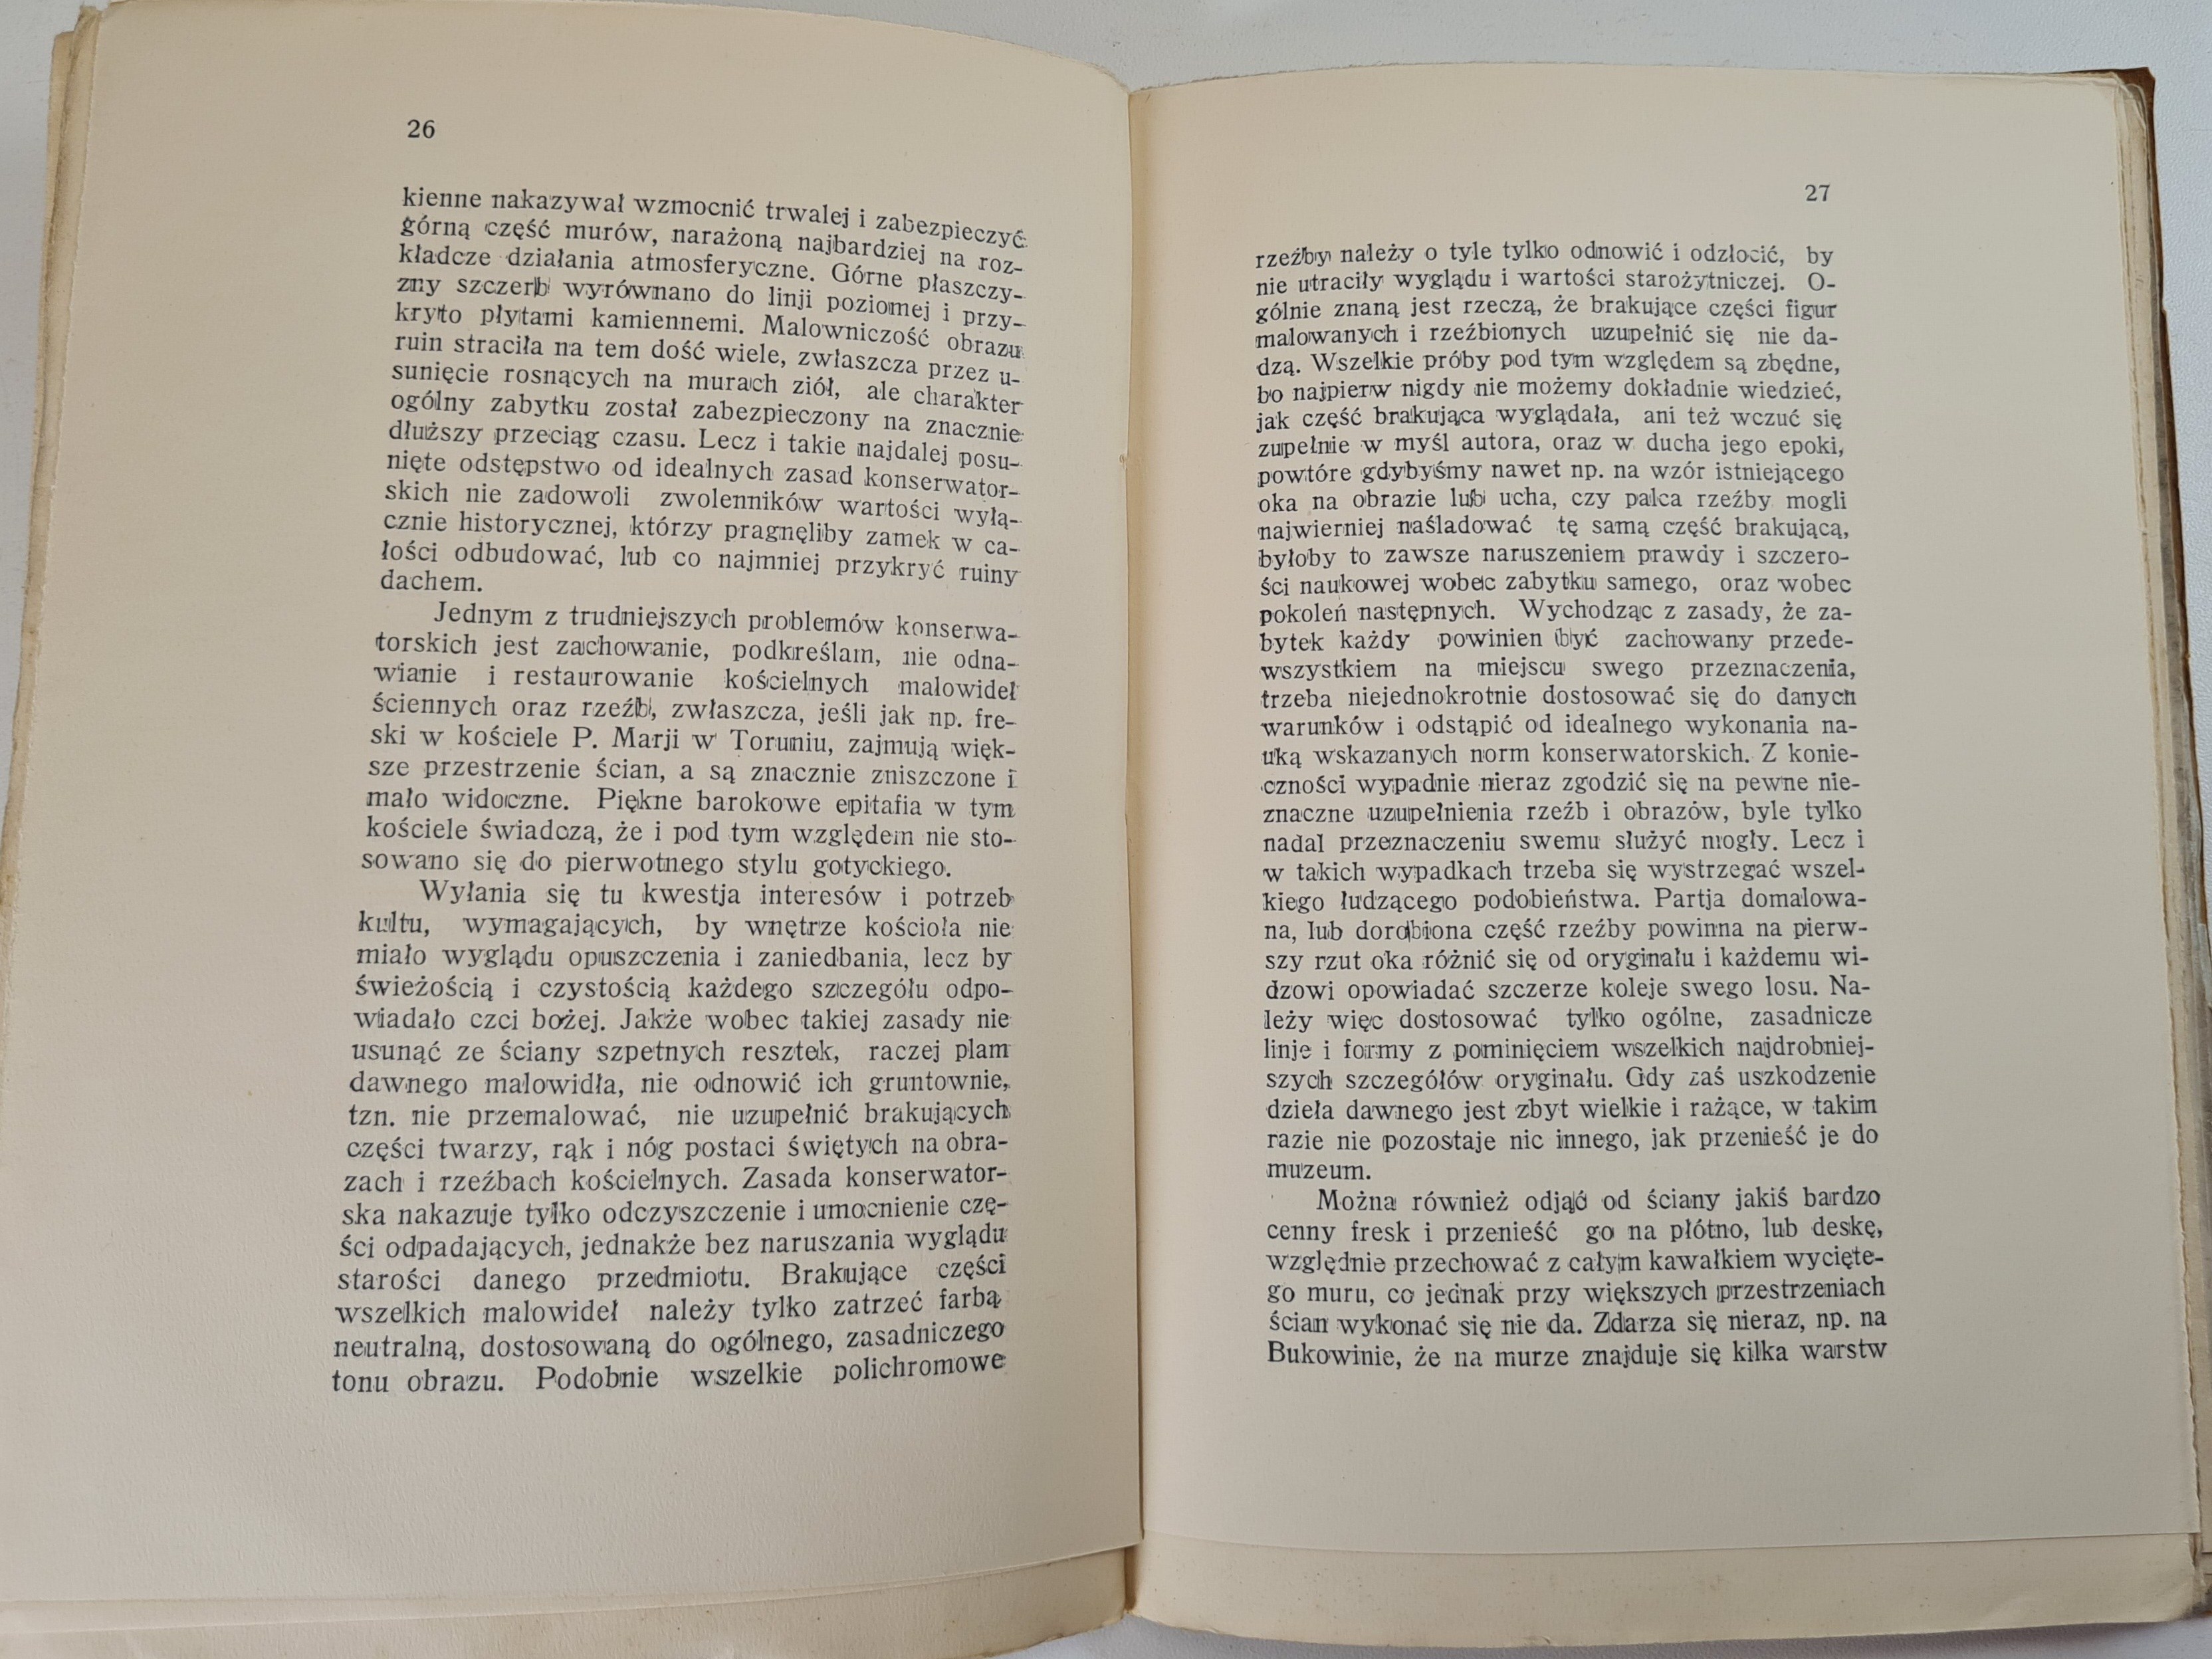 26
kienne nakazywał wzmocnić trwalej i zabezpieczyć
górną część murów, narażoną najbardziej na roz-
kładcze działania atmosferyczne. Górne płaszczy-
zny szczerb wyrównano do linji poziomej i przy-
kryto płytami kamiennemi. Malowniczość obrazu
ruin straciła na tem dość wiele, zwłaszcza przez u-
sunięcie rosnących na murach ziół, ale charakter
ogólny zabytku został zabezpieczony na znacznie
dłuższy przeciąg czasu. Lecz i takie najdalej posu-
nięte odstępstwo od idealnych zasad konserwator-
skich nie zadowoli zwolenników wartości wyłą-
cznie historycznej, którzy pragnęliby zamek w ca-
łości odbudować, lub co najmniej przykryć ruiny
dachem.
Jednym z trudniejszych problemów konserwa-
torskich jest zachowanie, podkreślam, nie odna-
wianie i restaurowanie kościelnych malowideł
ściennych oraz rzeźb, zwłaszcza, jeśli jak np. fre-
ski w kościele P. Marji w Toruniu, zajmują więk-
sze przestrzenie ścian, a są znacznie zniszczone i
mało widoczne. Piękne barokowe epitafia w tym
kościele świadczą, że i pod tym względem nie sto-
sowano się do pierwotnego stylu gotyckiego.
Wyłania się tu kwestja interesów i potrzeb
kultu, wymagających, by wnętrze kościoła nie
miało wyglądu opuszczenia i zaniedbania, lecz by
świeżością i czystością każdego szczegółu odpo-
wiadało czci bożej. Jakże wobec takiej zasady nie
usunąć ze ściany szpetnych resztek, raczej plam
dawnego malowidła, nie odnowić ich gruntownie,
tzn. nie przemalować, nie uzupełnić brakujących
części twarzy, rąk i nóg postaci świętych na obra-
zach i rzeźbach kościelnych. Zasada konserwator-
ska nakazuje tylko odczyszczenie i umocnienie czę-
ści odpadających, jednakże bez naruszania wyglądu
starości danego przedmiotu. Brakujące części
wszelkich malowideł należy tylko zatrzeć farbą
neutralną, dostosowaną do ogólnego, zasadniczego
tonu obrazu. Podobnie wszelkie polichromowe
27
rzeźby należy o tyle tylko odnowić i odzłocić, by
nie utraciły wyglądu i wartości starożytniczej. O-
gólnie znaną jest rzeczą, że brakujące części figur
malowanych i rzeźbionych uzupełnić się nie da-
dzą. Wszelkie próby pod tym względem są zbędne,
bo najpierw nigdy nie możemy dokładnie wiedzieć,
jak część brakująca wyglądała, ani też wczuć się
zupełnie w myśl autora, oraz w ducha jego epoki,
powtóre gdybyśmy nawet np. na wzór istniejącego
oka na obrazie lub ucha, czy palca rzeźby mogli
najwierniej naśladować tę samą część brakującą,
byłoby to zawsze naruszeniem prawdy i szczero-
ści naukowej wobec zabytku samego, oraz wobec
pokoleń następnych. Wychodząc z zasady, że za-
bytek każdy powinien być zachowany przede-
wszystkiem na miejscu swego przeznaczenia,
trzeba niejednokrotnie dostosować się do danych
warunków i odstąpić od idealnego wykonania na-
uką wskazanych norm konserwatorskich. Z konie-
czności wypadnie nieraz zgodzić się na pewne nie-
znaczne uzupełnienia rzeźb i obrazów, byle tylko
nadal przeznaczeniu swemu służyć mogły. Lecz i
w takich wypadkach trzeba się wystrzegać wszel-
kiego łudzącego podobieństwa. Partja domalowa-
na, lub dorobiona część rzeźby powinna na pierw-
szy rzut oka różnić się od oryginału i każdemu wi-
dzowi opowiadać szczerze koleje swego losu. Na-
leży więc dostosować tylko ogólne, zasadnicze
linje i formy z pominięciem wszelkich najdrobniej-
szych szczegółów oryginału. Gdy zaś uszkodzenie
dzieła dawnego jest zbyt wielkie i rażące, w takim
razie nie pozostaje nic innego, jak przenieść je do
muzeum.
Można również odjąć od ściany jakiś bardzo
cenny fresk i przenieść go na płótno, lub deskę,
względnie przechować z całym kawałkiem wycięte-
go muru, co jednak przy większych przestrzeniach
ścian wykonać się nie da. Zdarza się nieraz, np. na
Bukowinie, że na murze znajduje się kilka warstw